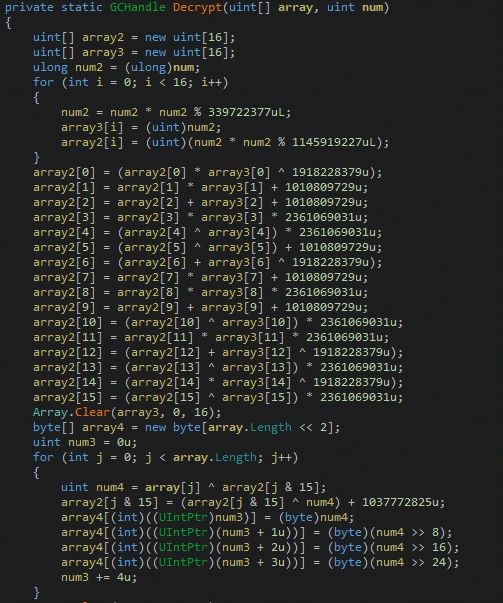 private static GCHandle Decrypt(uint[] array, uint num)
{
uint[] array2 = new uint[16];
uint[] array3 = new uint[16];
ulong num2 = (ulong)num;
for (int i = 0; i < 16; i++)
{
num2 = num2 * num2 % 339722377uL;
array3[i] = (uint)num2;
array2[i] = (uint)(num2 * num2 % 1145919227uL);
}
array2[0] = (array2[0] * array3[0] ^ 1918228379u);
array2[1] = array2[1] * array3[1] + 1010809729u;
array2[2] = array2[2] + array3[2] + 1010809729u;
array2[3] = array2[3] * array3[3] * 2361069031u;
array2[4] = (array2[4] ^ array3[4]) * 2361069031u;
array2[5] = (array2[5] ^ array3[5]) + 1010809729u;
array2[6] = (array2[6] + array3[6] ^ 1918228379u);
array2[7] = array2[7] * array3[7] + 1010809729u;
array2[8] = array2[8] * array3[8] * 2361069031u;
array2[9] = array2[9] + array3[9] + 1010809729u;
array2[10] = (array2[10] ^ array3[10]) * 2361069031u;
array2[11] = array2[11] * array3[11] * 2361069031u;
array2[12] = (array2[12] + array3[12] ^ 1918228379u);
array2[13] = (array2[13] ^ array3[13]) * 2361069031u;
array2[14] = (array2[14] * array3[14] ^ 1918228379u);
array2[15] = (array2[15] ^ array3[15]) * 2361069031u;
Array.Clear(array3, 0, 16);
byte[] array4 = new byte[array.Length << 2];
uint num3 = 0u;
for (int j = 0; j < array.Length; j++)
{
uint num4 = array[j] ^ array2[j & 15];
array2[j & 15] = (array2[j & 15] ^ num4) + 1037772825u;
array4[(int)((UIntPtr)num3)] = (byte)num4;
array4[(int)((UIntPtr)(num3 + 1u))] = (byte)(num4 >> 8);
array4[(int)((UIntPtr)(num3 + 2u))] = (byte)(num4 >> 16);
array4[(int)((UIntPtr)(num3 + 3u))] = (byte)(num4 >> 24);
num3 += 4u;
}